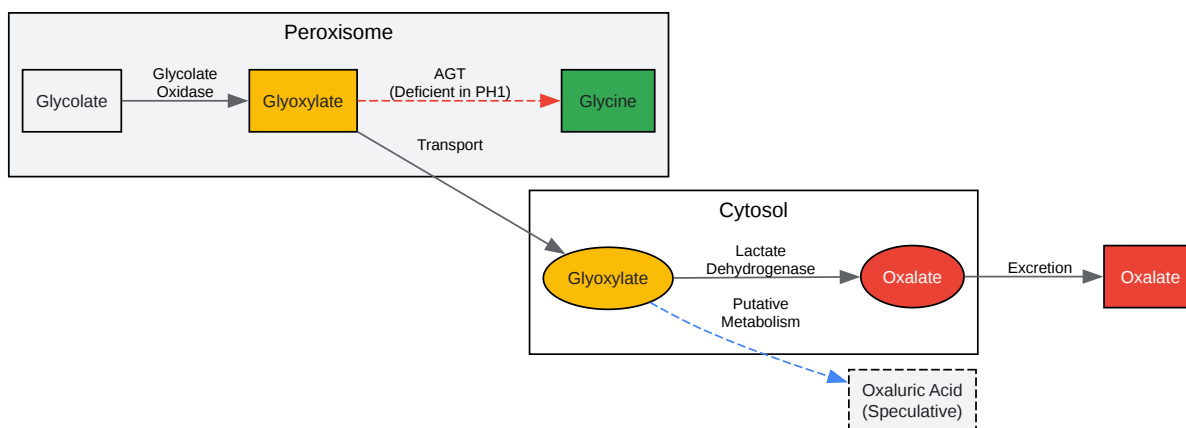 Peroxisome
Glycolate
Glycolate
Oxidase
Glyoxylate
AGT
(Deficient in PH1)
Glycine
Transport
Cytosol
Glyoxylate
Lactate
Dehydrogenase
Oxalate
Excretion
Oxalate
Putative
Metabolism
Oxaluric Acid
(Speculative)